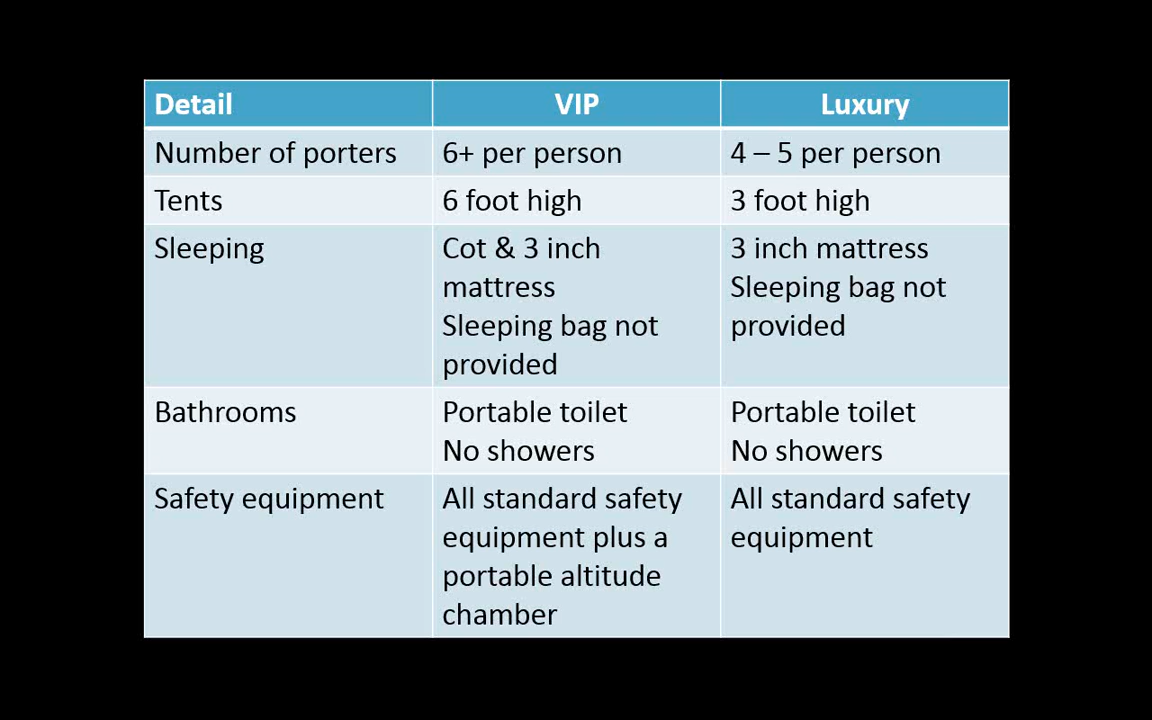 Detail VIP Luxury
Number of porters 6+ per person 4 – 5 per person
Tents 6 foot high 3 foot high
Sleeping Cot & 3 inch 3 inch mattress
mattress Sleeping bag not
Sleeping bag not provided
provided
Bathrooms Portable toilet Portable toilet
No showers No showers
Safety equipment All standard safety All standard safety
equipment plus a equipment
portable altitude
chamber